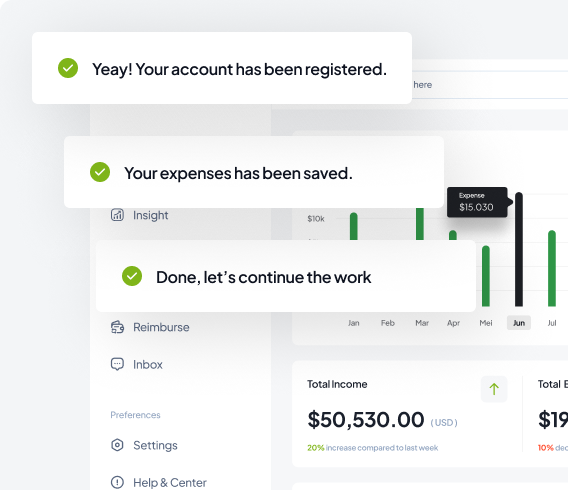 Yeay! Your account has been registered.
here
Your expenses has been saved.
Insight
Expense
$15.030
$10k
Done, let's continue the work
Reimburse
Jan Feb Mar Apr Mei Jun Jul
Inbox
Total Income
Total E
$50,530.00 (USD)
$19
20% increase compared to last week
10% dec
Preferences
Settings
Help & Center